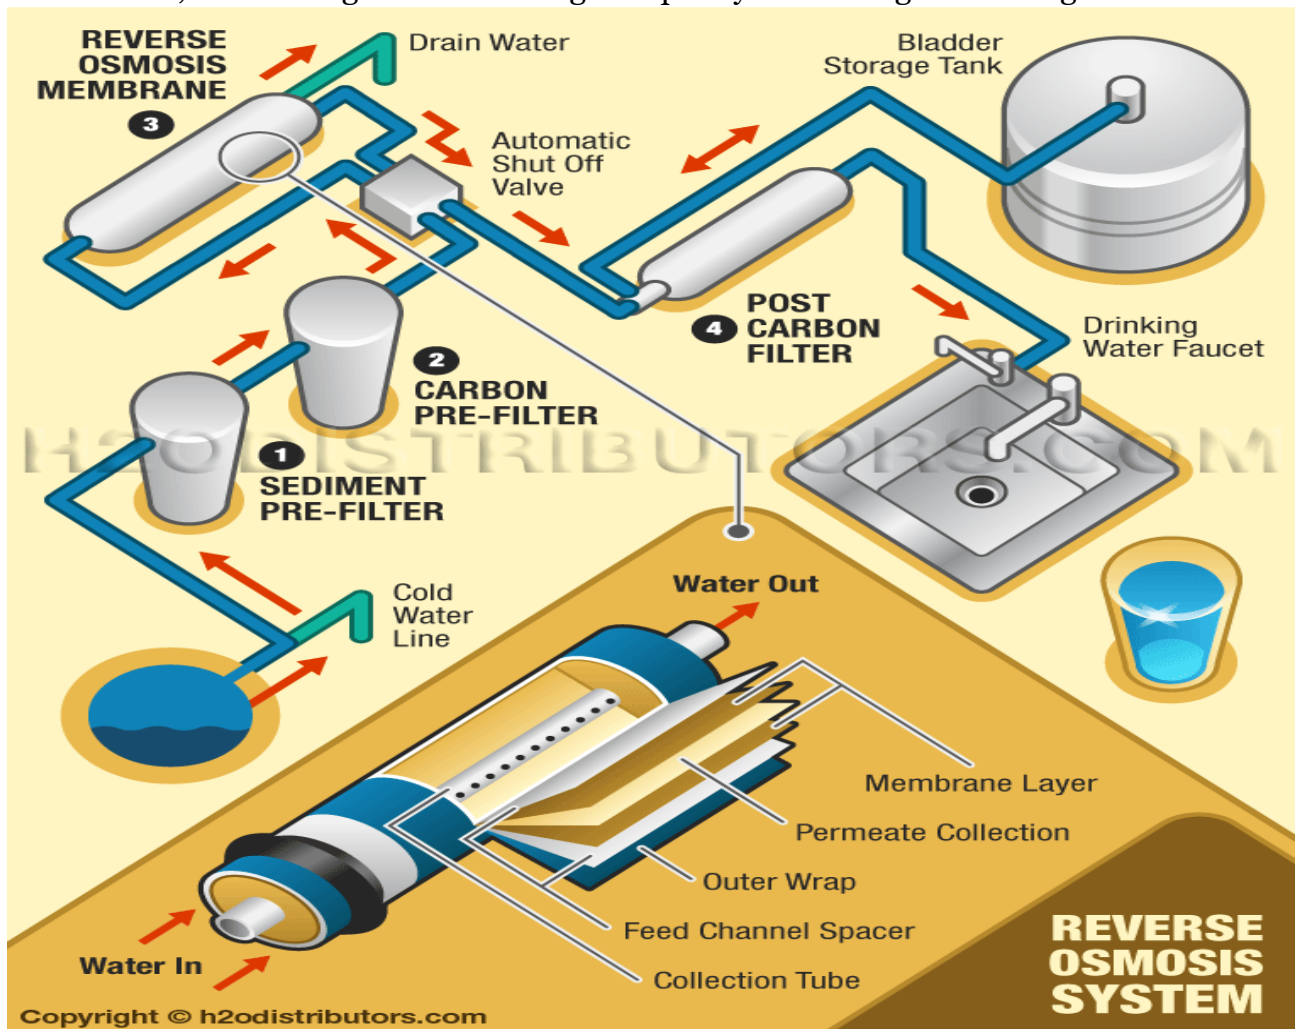 REVERSE
OSMOSIS
MEMBRANE
3
Drain Water
Automatic
Shut Off
Valve
Bladder
Storage Tank
4
POST
CARBON
FILTER
Drinking
Water Faucet
2
CARBON
PRE-FILTER
H2ODISTRIBUTORS.COM
1
SEDIMENT
PRE-FILTER
Cold
Water
Line
Water Out
Membrane Layer
Permeate Collection
Outer Wrap
Feed Channel Spacer
Collection Tube
Water In
REVERSE
OSMOSIS
SYSTEM
Copyright © h2odistributors.com